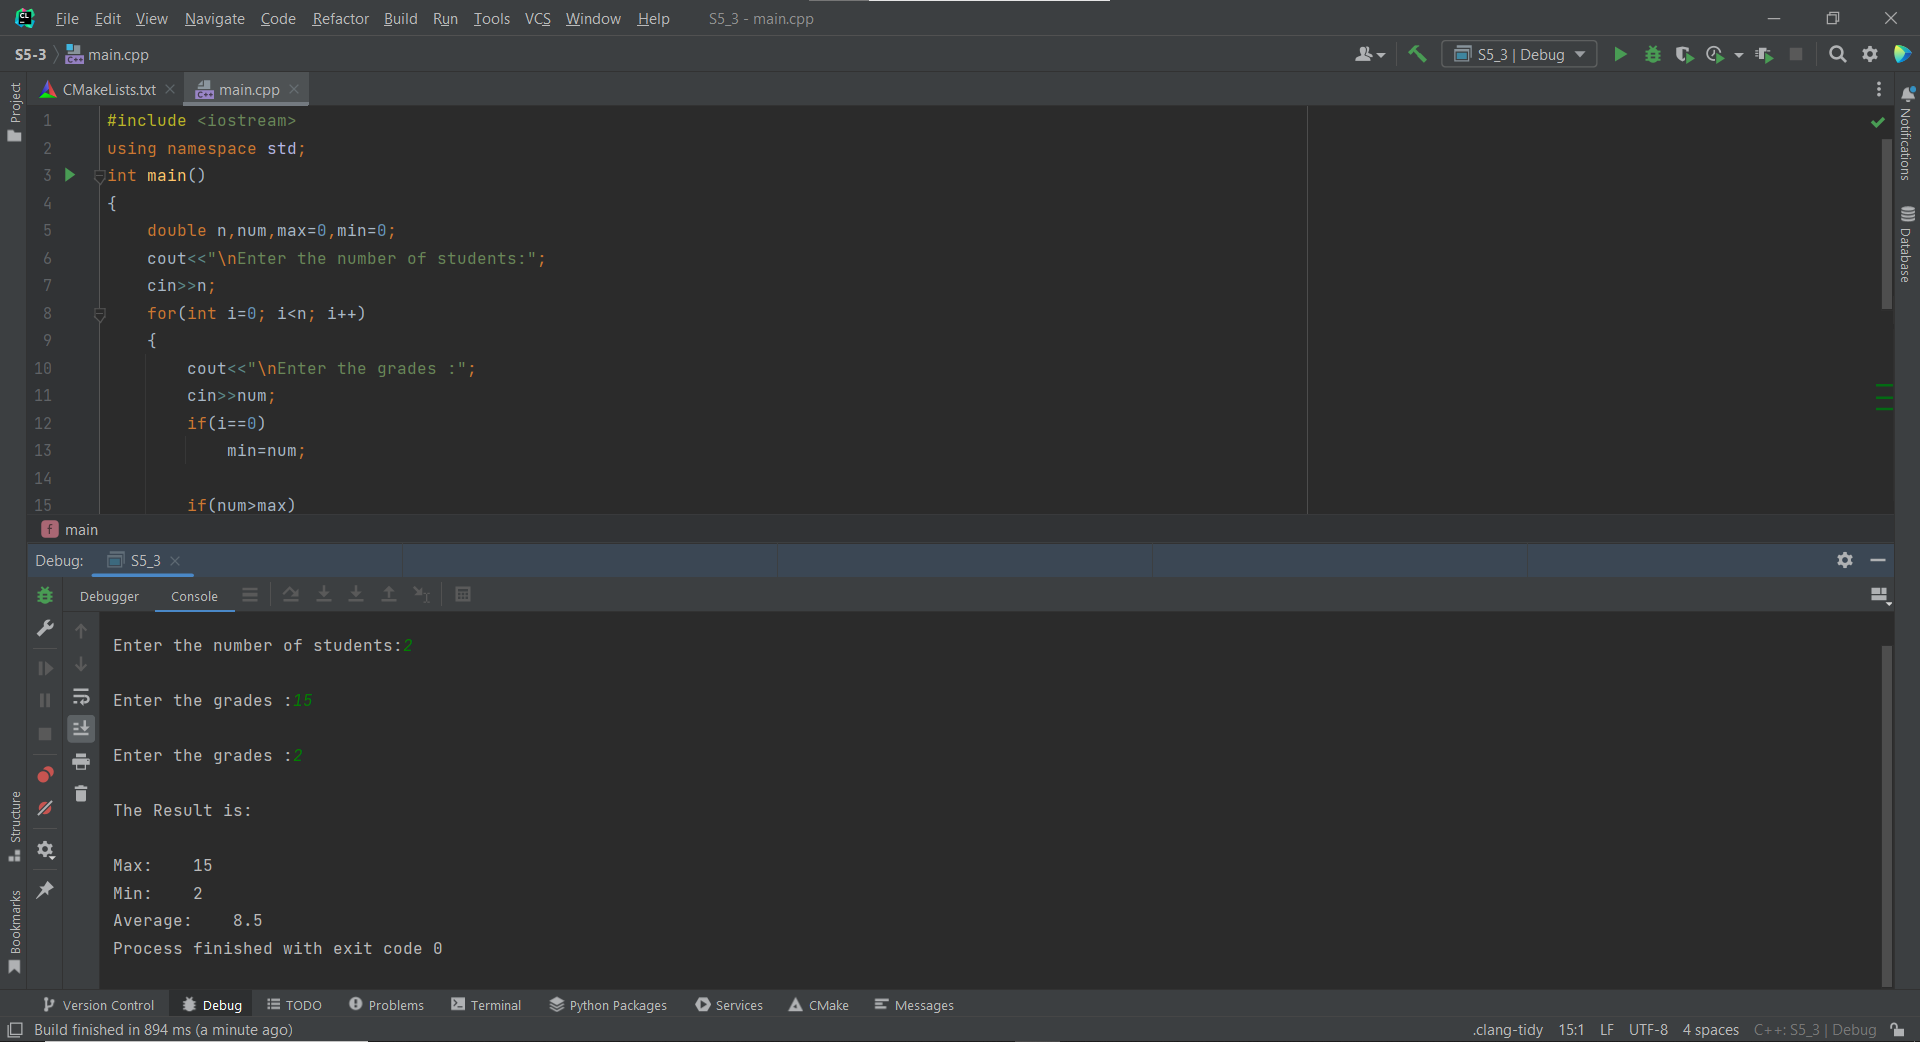 File Edit View Navigate Code Refactor Build Run Tools VCS Window Help S5_3 - main.cpp
S5-3 main.cpp S5_3 | Debug
Project CMakeLists.txt main.cpp Notifications Database
1 #include <iostream>
2 using namespace std;
3 int main()
4 {
5 double n,num,max=0,min=0;
6 cout<<"\nEnter the number of students:";
7 cin>>n;
8 for(int i=0; i<n; i++)
9 {
10 cout<<"\nEnter the grades :";
11 cin>>num;
12 if(i==0)
13 min=num;
14
15 if(num>max)
f main
Debug: S5_3
Debugger Console
Enter the number of students:2
Enter the grades :15
Enter the grades :2
The Result is:
Max: 15
Min: 2
Average: 8.5
Process finished with exit code 0
Structure
Bookmarks
Version Control Debug TODO Problems Terminal Python Packages Services CMake Messages
Build finished in 894 ms (a minute ago) .clang-tidy 15:1 LF UTF-8 4 spaces C++: S5_3 | Debug